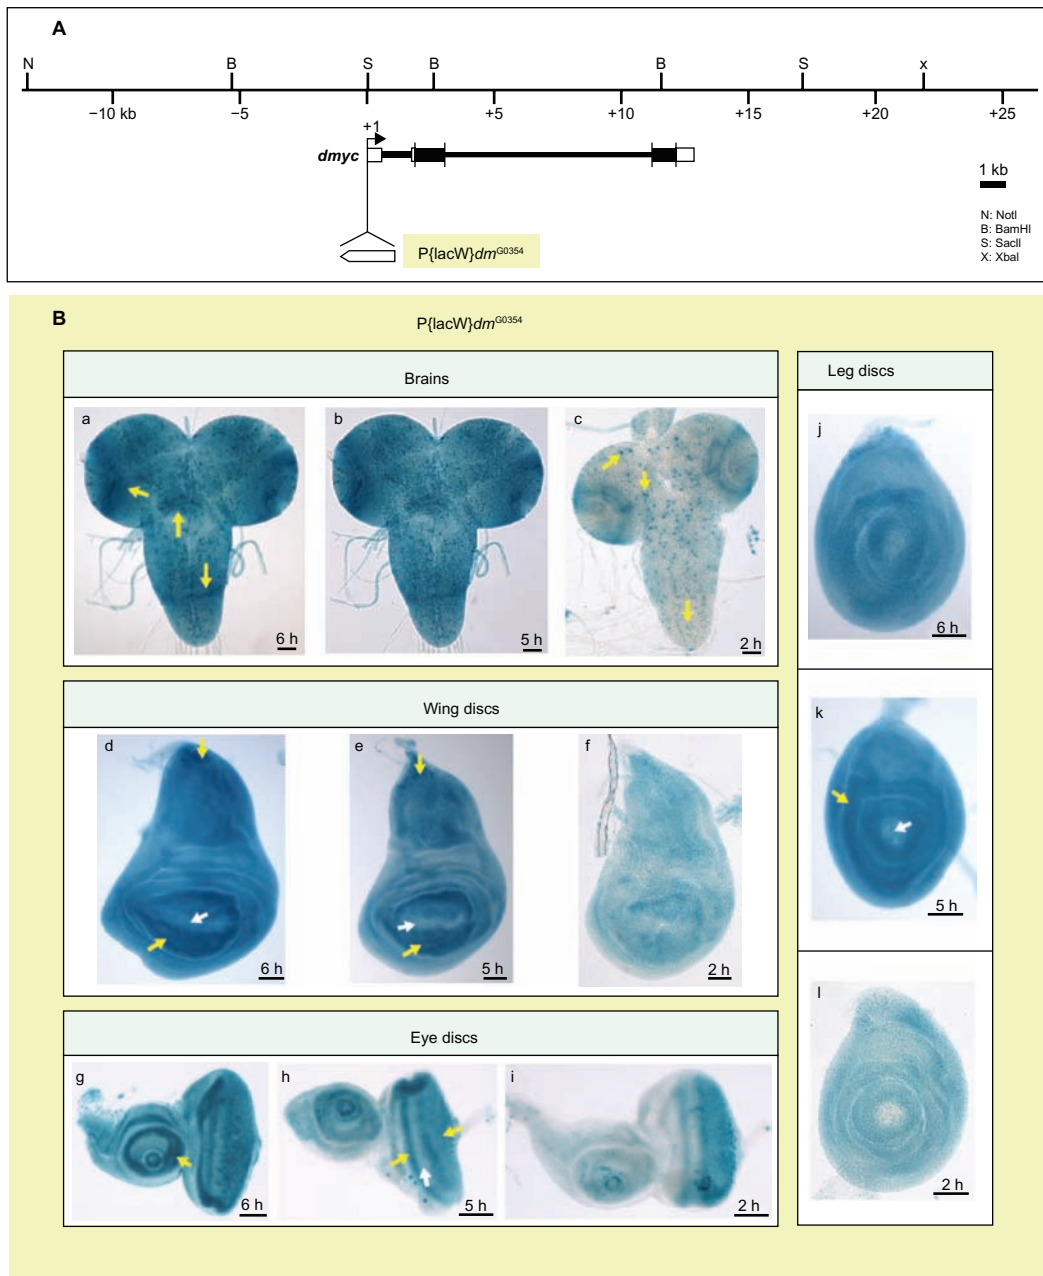 A
N B S B B S x
−10 kb −5 +5 +10 +15 +20 +25
+1
dmyc
1 kb
N: NotI
B: BamHI
S: SacII
X: XbaI
P{lacW}dmG0354
B
P{lacW}dmG0354
Brains
a
6 h
b
5 h
c
2 h
Wing discs
d
6 h
e
5 h
f
2 h
Eye discs
g
6 h
h
5 h
i
2 h
Leg discs
j
6 h
k
5 h
l
2 h